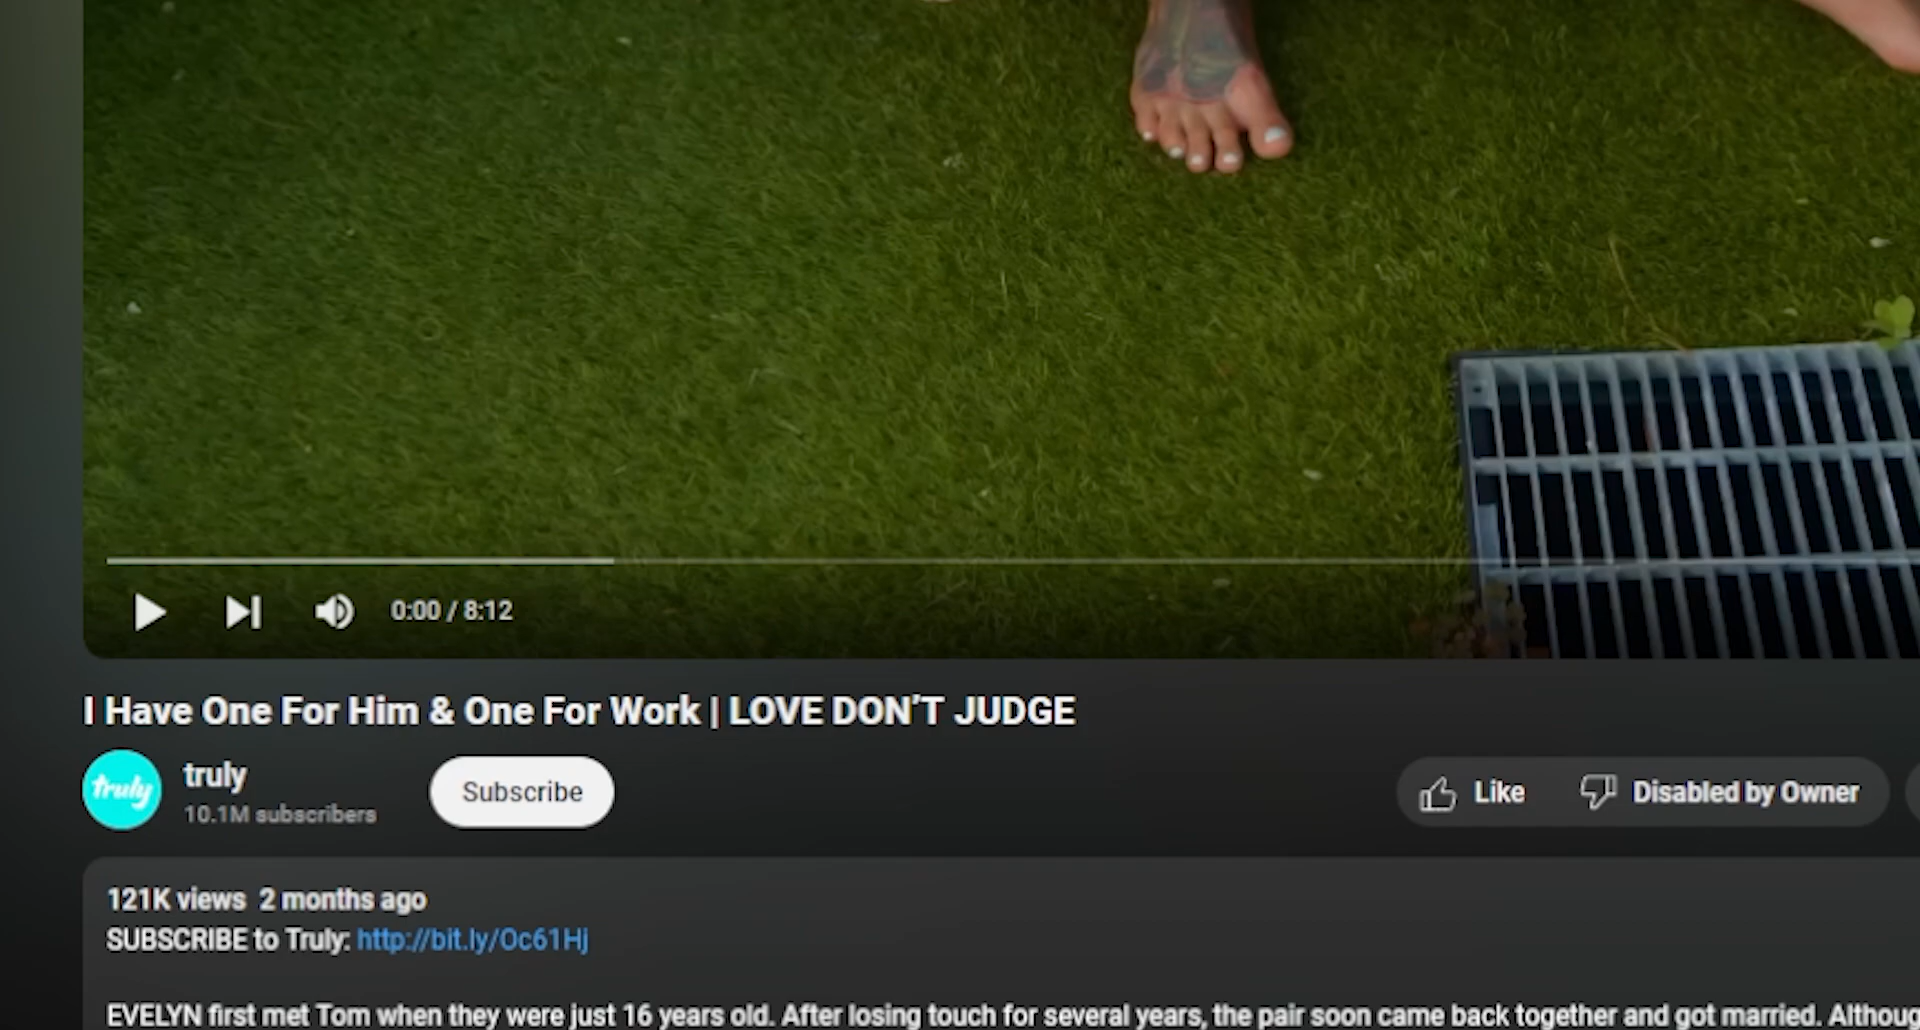 0:00 / 8:12
I Have One For Him & One For Work | LOVE DON'T JUDGE
truly
truly
10.1M subscribers
Subscribe
Like
Disabled by Owner
121K views 2 months ago
SUBSCRIBE to Truly: http://bit.ly/Oc61Hj
EVELYN first met Tom when they were just 16 years old. After losing touch for several years, the pair soon came back together and got married.